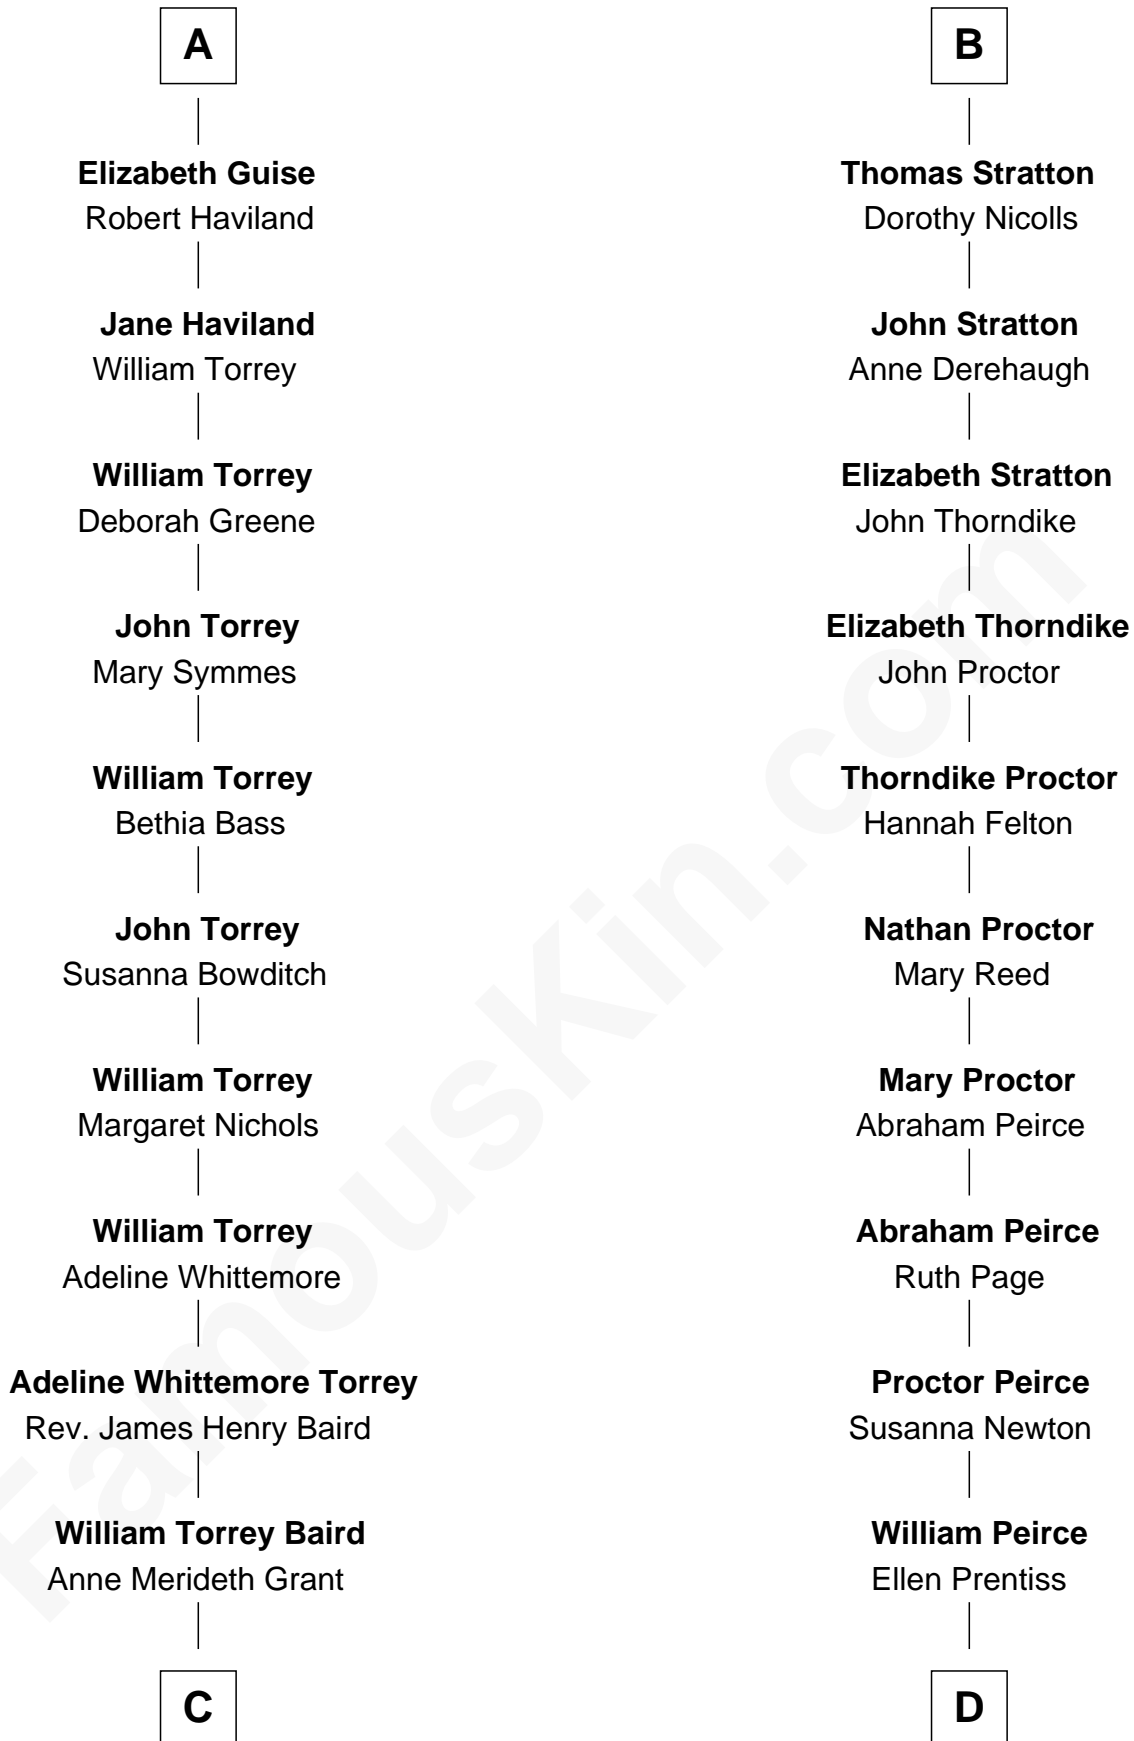 A
Elizabeth Guise
Robert Haviland
Jane Haviland
William Torrey
William Torrey
Deborah Greene
John Torrey
Mary Symmes
William Torrey
Bethia Bass
John Torrey
Susanna Bowditch
William Torrey
Margaret Nichols
William Torrey
Adeline Whittemore
Adeline Whittemore Torrey
Rev. James Henry Baird
William Torrey Baird
Anne Merideth Grant
C
B
Thomas Stratton
Dorothy Nicolls
John Stratton
Anne Derehaugh
Elizabeth Stratton
John Thorndike
Elizabeth Thorndike
John Proctor
Thorndike Proctor
Hannah Felton
Nathan Proctor
Mary Reed
Mary Proctor
Abraham Peirce
Abraham Peirce
Ruth Page
Proctor Peirce
Susanna Newton
William Peirce
Ellen Prentiss
D
FamousKin.com